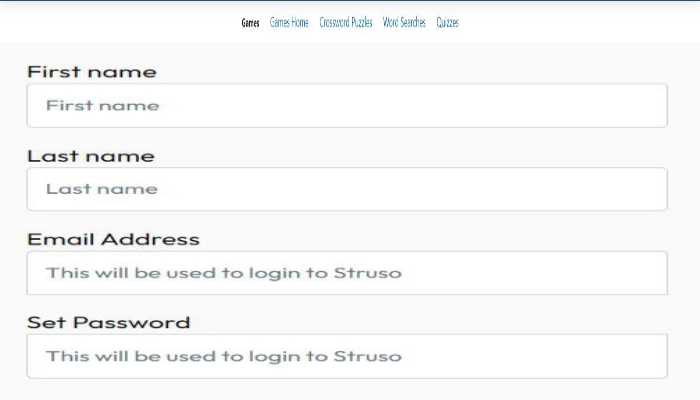 Games Games Home Crossword Puzzles Word Searches Quizzes
First name
First name
Last name
Last name
Email Address
This will be used to login to Struso
Set Password
This will be used to login to Struso